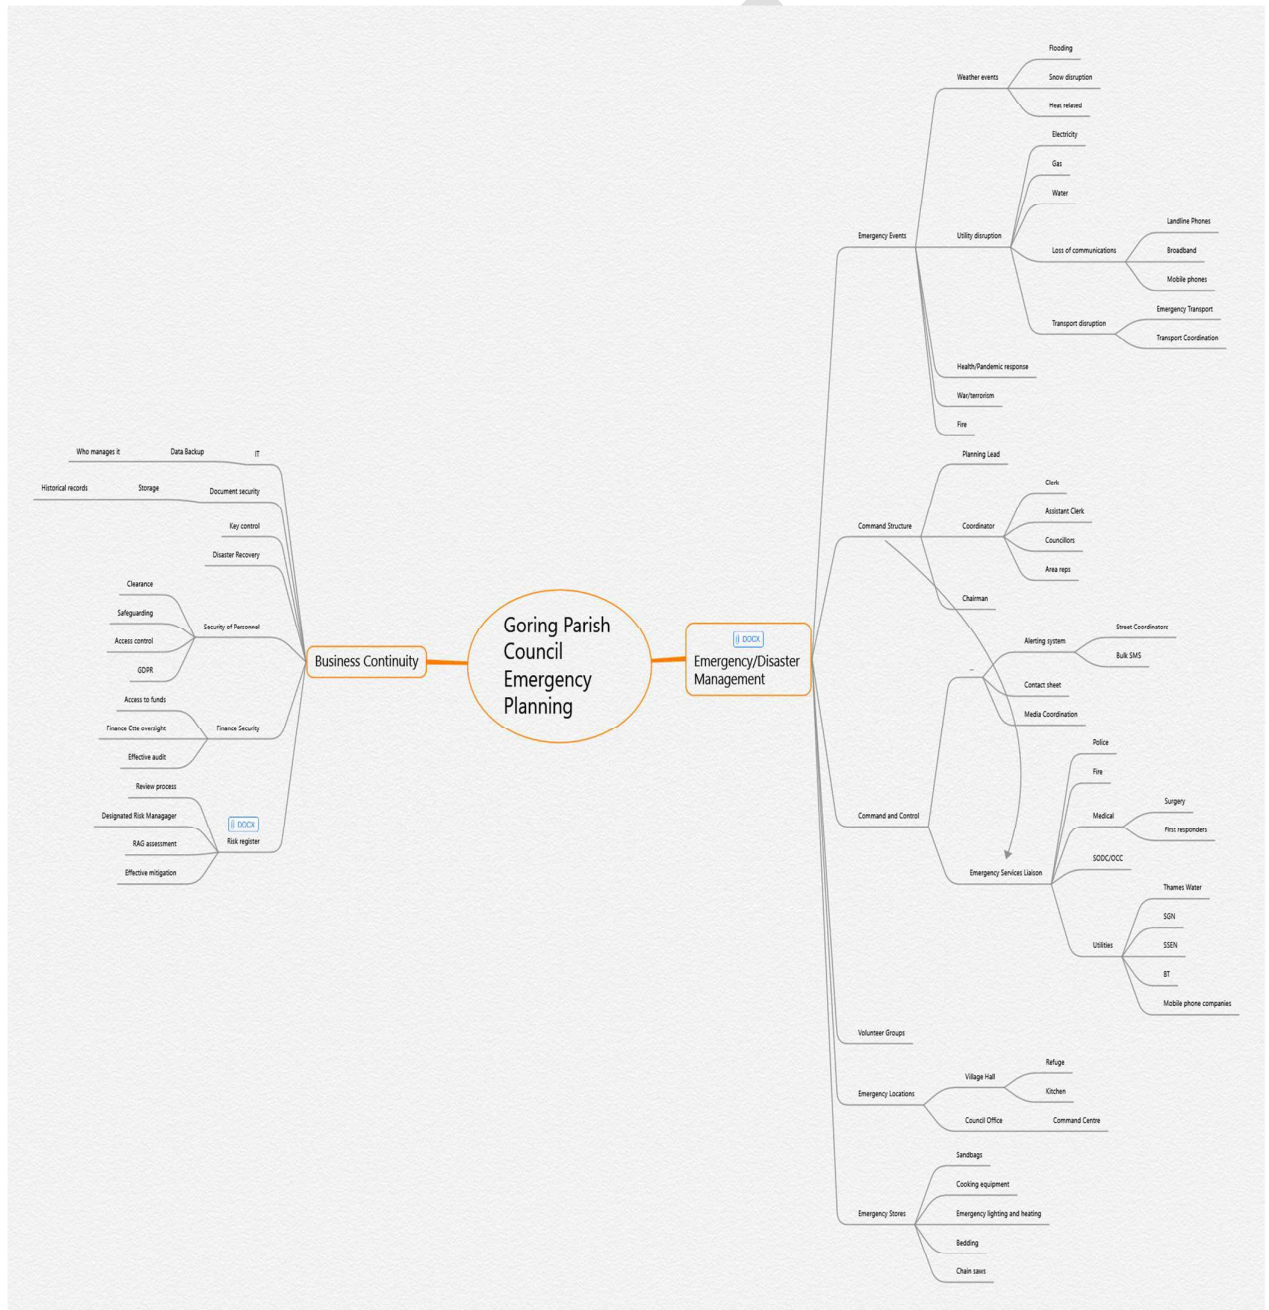 Goring Parish
Council
Emergency
Planning
Business Continuity
IT
Data Backup
Who manages it
Document security
Storage
Historical records
Key control
Disaster Recovery
Security of Personnel
Clearance
Safeguarding
Access control
GDPR
Finance Security
Access to funds
Finance Ctte oversight
Effective audit
DOCX
Risk register
Review process
Designated Risk Managager
RAG assessment
Effective mitigation
DOCX
Emergency/Disaster
Management
Emergency Events
Weather events
Flooding
Snow disruption
Heat related
Utility disruption
Electricity
Gas
Water
Loss of communications
Landline Phones
Broadband
Mobile phones
Transport disruption
Emergency Transport
Transport Coordination
Health/Pandemic response
War/terrorism
Fire
Command Structure
Planning Lead
Coordinator
Clerk
Assistant Clerk
Councillors
Area reps
Chairman
Command and Control
...
Alerting system
Street Coordinators
Bulk SMS
Contact sheet
Media Coordination
Emergency Services Liaison
Police
Fire
Medical
Surgery
First responders
SODC/OCC
Utilities
Thames Water
SGN
SSEN
BT
Mobile phone companies
Volunteer Groups
Emergency Locations
Village Hall
Refuge
Kitchen
Council Office
Command Centre
Emergency Stores
Sandbags
Cooking equipment
Emergency lighting and heating
Bedding
Chain saws